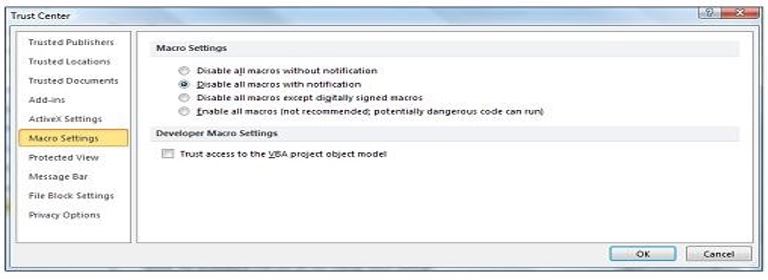 Trust Center
Trusted Publishers
Trusted Locations
Trusted Documents
Add-ins
ActiveX Settings
Macro Settings
Protected View
Message Bar
File Block Settings
Privacy Options
Macro Settings
Disable all macros without notification
Disable all macros with notification
Disable all macros except digitally signed macros
Enable all macros (not recommended; potentially dangerous code can run)
Developer Macro Settings
Trust access to the VBA project object model
OK
Cancel